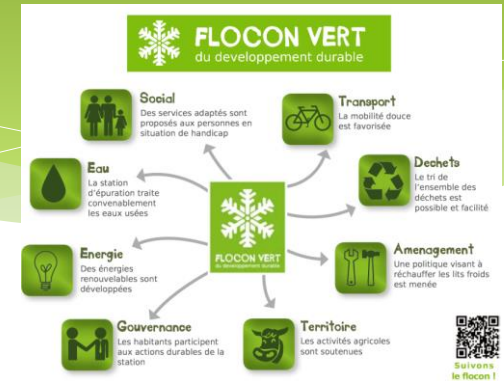 FLOCON VERT
du developpement durable
Social
Des services adaptés sont
proposés aux personnes en
situation de handicap
Transport
La mobilité douce
est favorisée
Eau
La station
d'épuration traite
convenablement
les eaux usées
Dechets
Le tri de
l'ensemble des
déchets est
possible et facilité
FLOCON VERT
du developpement durable
Energie
Des énergies
renouvelables sont
développées
Amenagement
Une politique visant à
réchauffer les lits froids
est menée
Gouvernance
Les habitants participent
aux actions durables de la
station
Territoire
Les activités agricoles
sont soutenues
Suivons
le flocon !